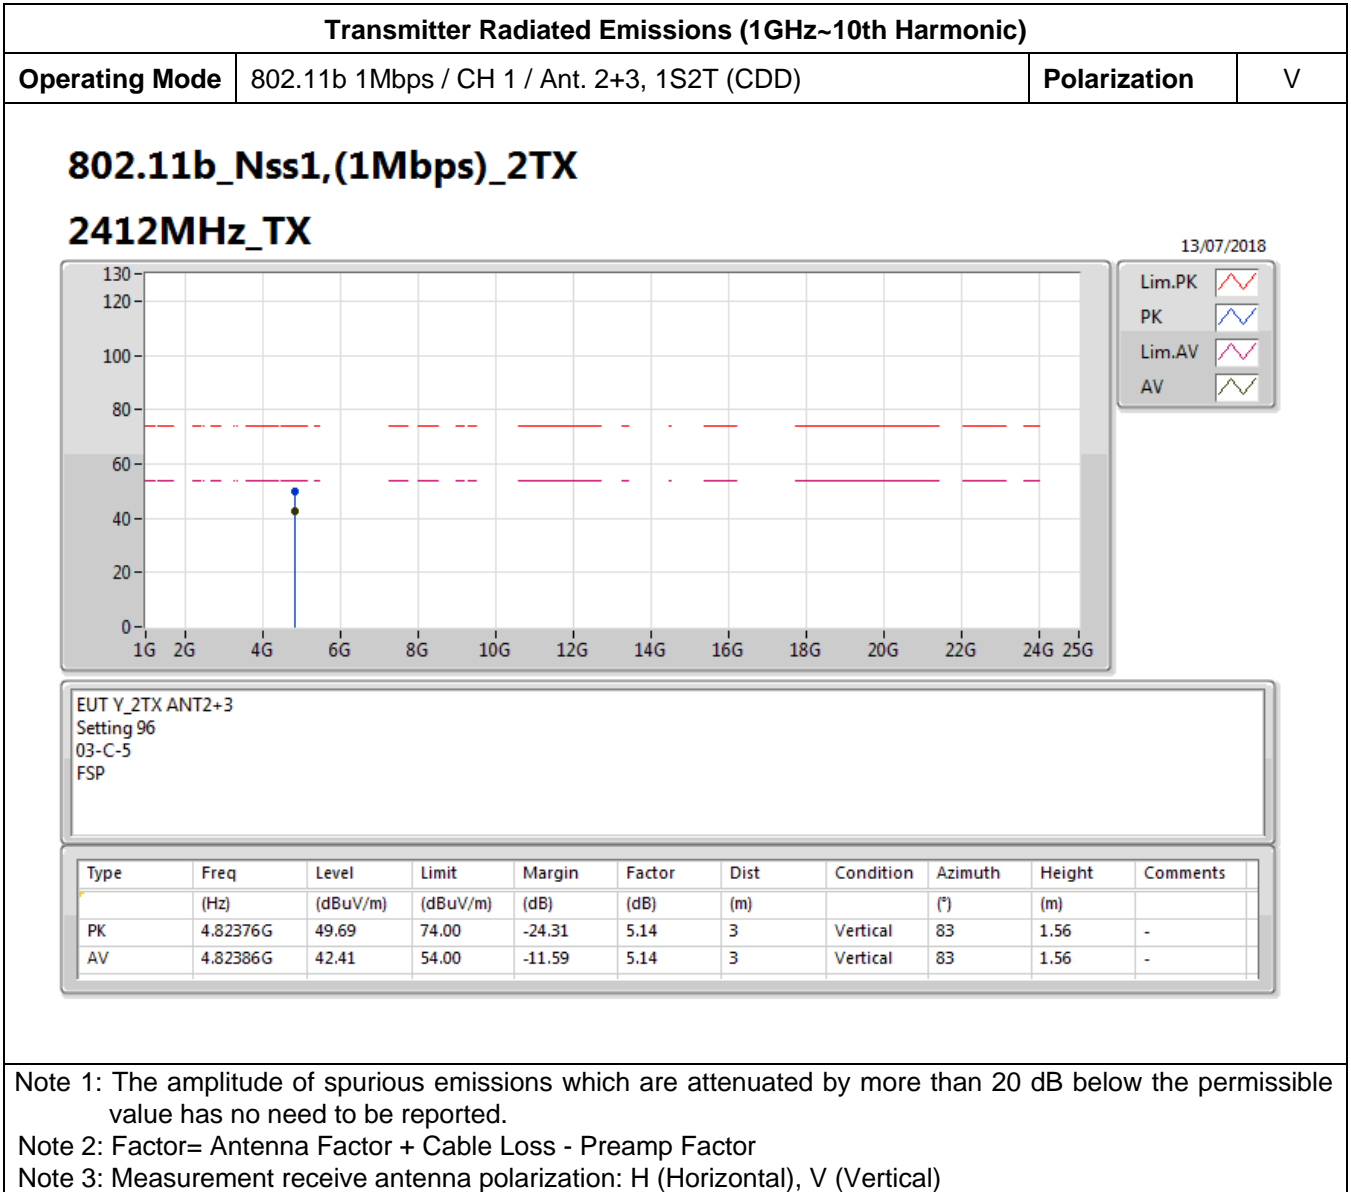 Transmitter Radiated Emissions (1GHz~10th Harmonic)
Operating Mode 802.11b 1Mbps / CH 1 / Ant. 2+3, 1S2T (CDD) Polarization V
802.11b_Nss1,(1Mbps)_2TX
2412MHz_TX
13/07/2018
130
120
100
80
60
40
20
0
1G 2G 4G 6G 8G 10G 12G 14G 16G 18G 20G 22G 24G 25G
Lim.PK
PK
Lim.AV
AV
EUT Y_2TX ANT2+3
Setting 96
03-C-5
FSP
Type Freq Level Limit Margin Factor Dist Condition Azimuth Height Comments
(Hz) (dBuV/m) (dBuV/m) (dB) (dB) (m) (°) (m)
PK 4.82376G 49.69 74.00 -24.31 5.14 3 Vertical 83 1.56 -
AV 4.82386G 42.41 54.00 -11.59 5.14 3 Vertical 83 1.56 -
Note 1: The amplitude of spurious emissions which are attenuated by more than 20 dB below the permissible
value has no need to be reported.
Note 2: Factor= Antenna Factor + Cable Loss - Preamp Factor
Note 3: Measurement receive antenna polarization: H (Horizontal), V (Vertical)